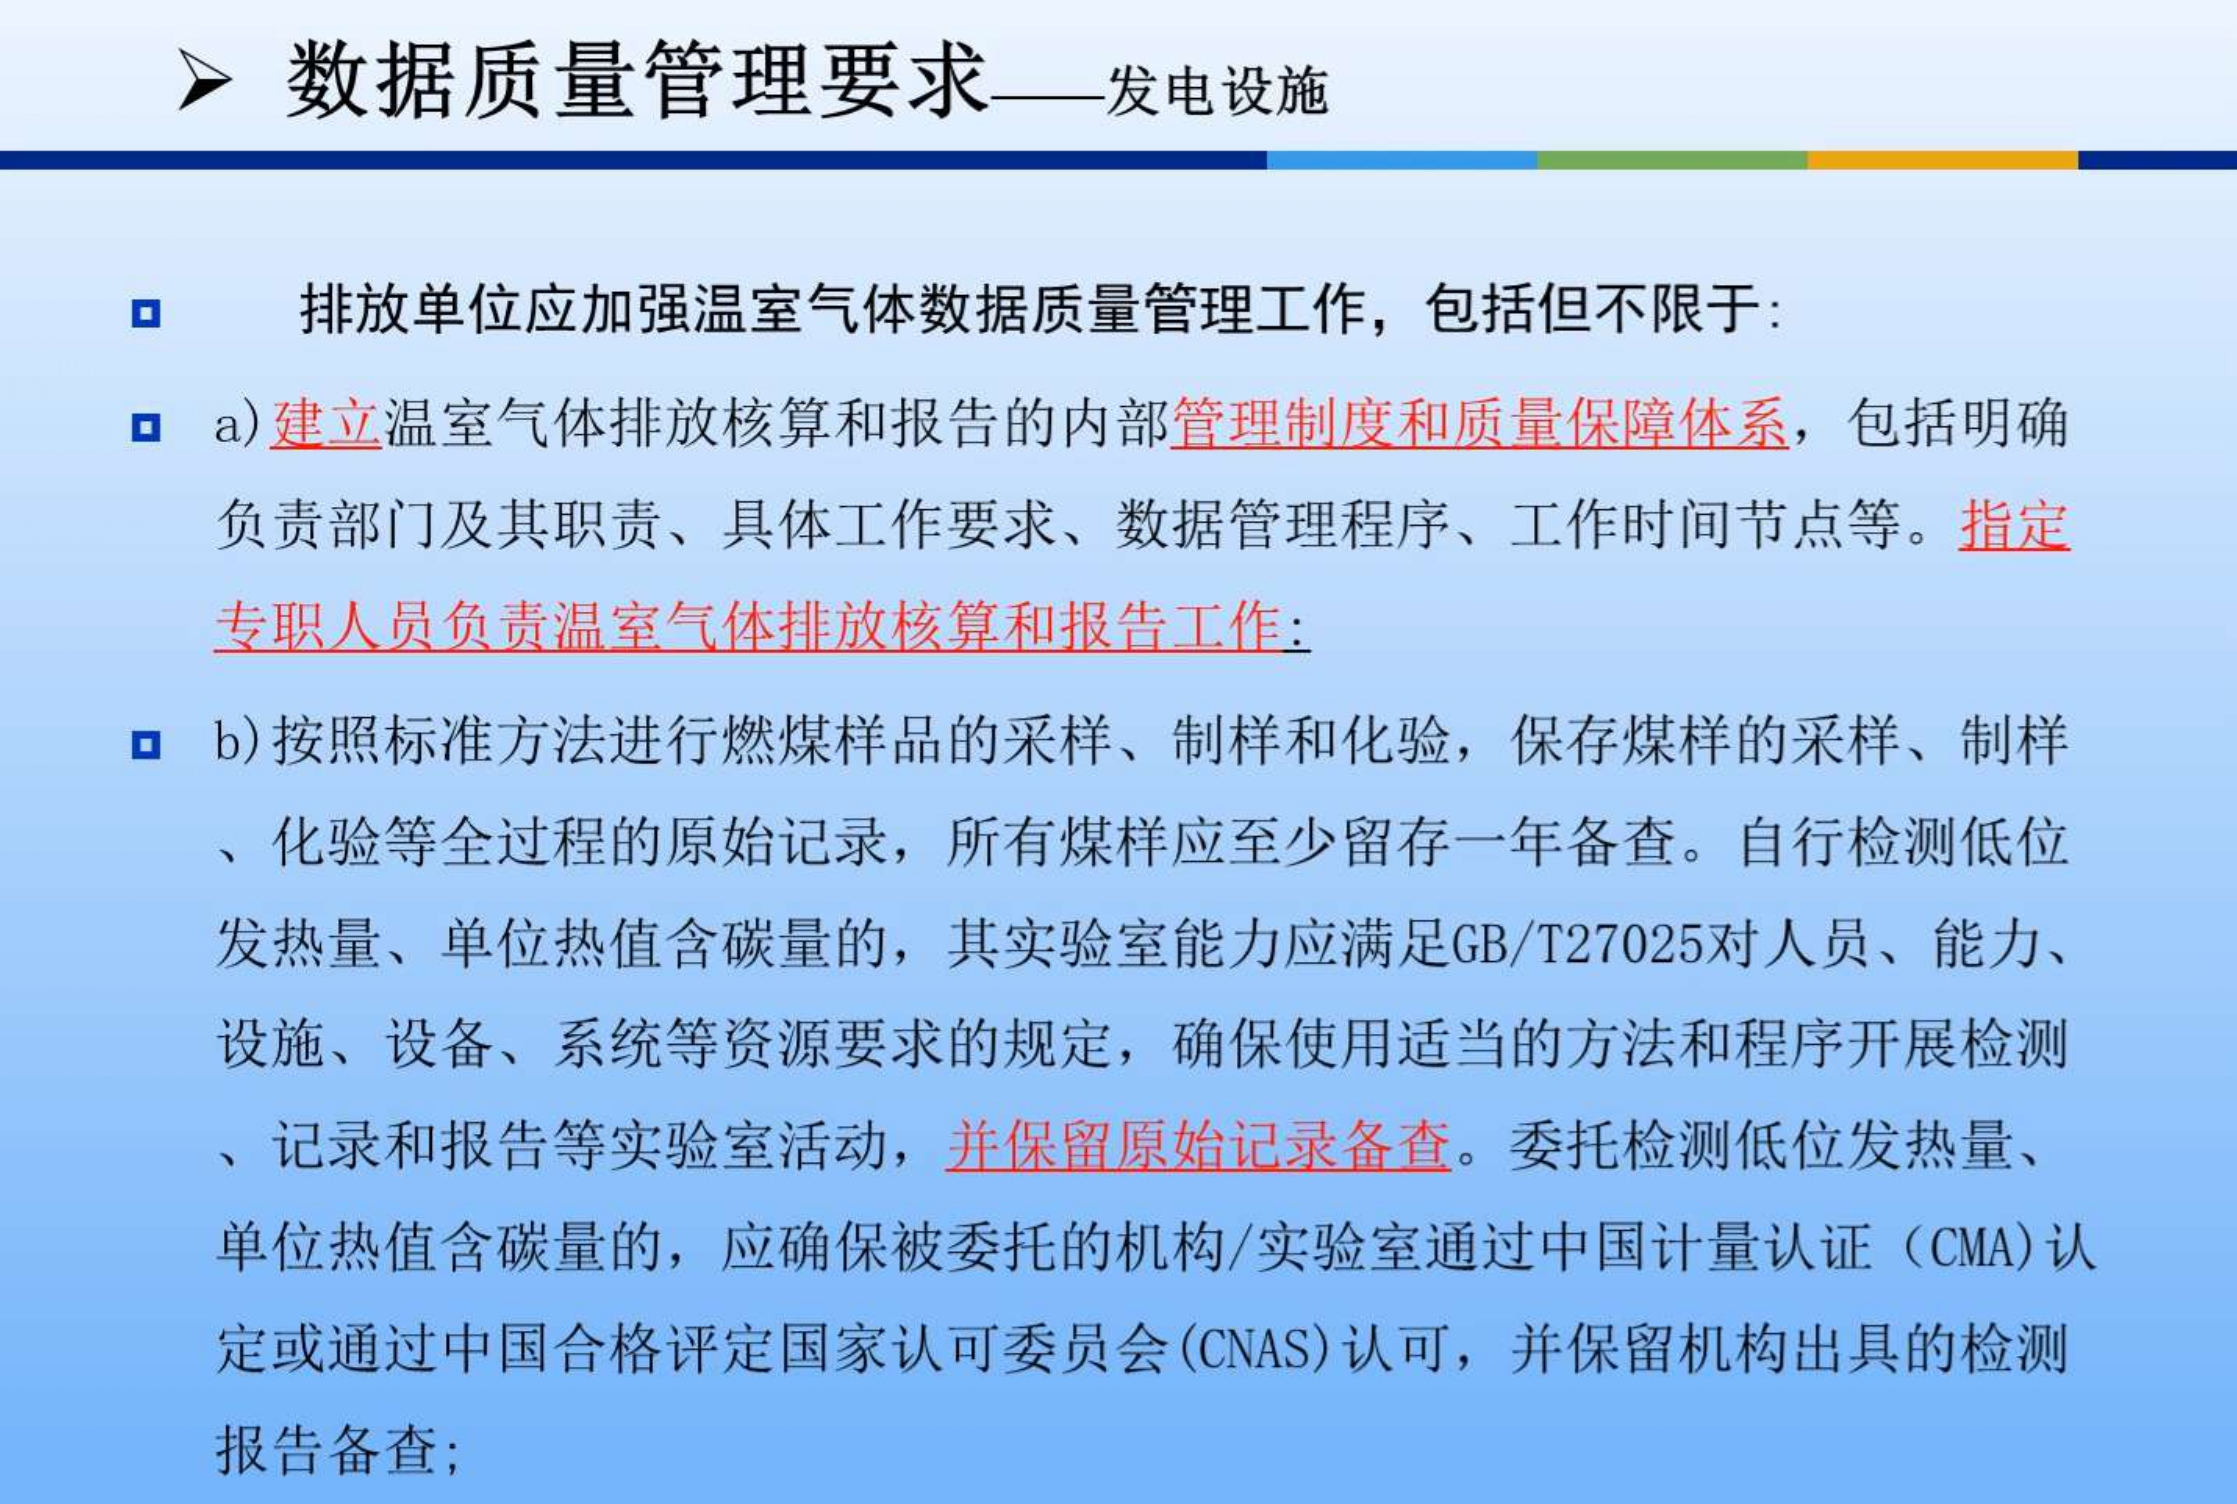 数据质量管理要求——发电设施
排放单位应加强温室气体数据质量管理工作，包括但不限于:
a)建立温室气体排放核算和报告的内部管理制度和质量保障体系，包括明确
负责部门及其职责、具体工作要求、数据管理程序、工作时间节点等。指定
专职人员负责温室气体排放核算和报告工作:
b)按照标准方法进行燃煤样品的采样、制样和化验，保存煤样的采样、制样
、化验等全过程的原始记录，所有煤样应至少留存一年备查。自行检测低位
发热量、单位热值含碳量的，其实验室能力应满足GB/T27025对人员、能力、
设施、设备、系统等资源要求的规定，确保使用适当的方法和程序开展检测
、记录和报告等实验室活动，并保留原始记录备查。委托检测低位发热量、
单位热值含碳量的，应确保被委托的机构/实验室通过中国计量认证（CMA)认
定或通过中国合格评定国家认可委员会(CNAS)认可，并保留机构出具的检测
报告备查;